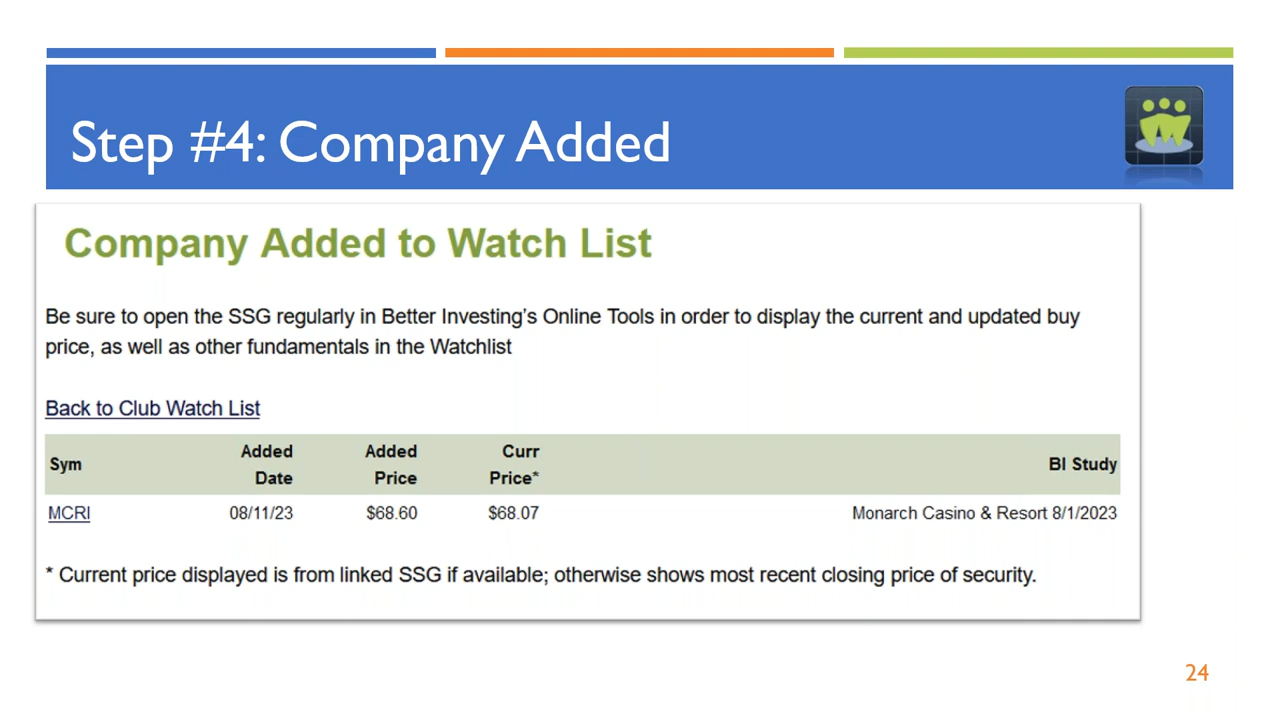 Step #4: Company Added
Company Added to Watch List
Be sure to open the SSG regularly in Better Investing’s Online Tools in order to display the current and updated buy
price, as well as other fundamentals in the Watchlist
Back to Club Watch List
Sym Added Date Added Price Curr Price* BI Study
MCRI 08/11/23 $68.60 $68.07 Monarch Casino & Resort 8/1/2023
* Current price displayed is from linked SSG if available; otherwise shows most recent closing price of security.
24